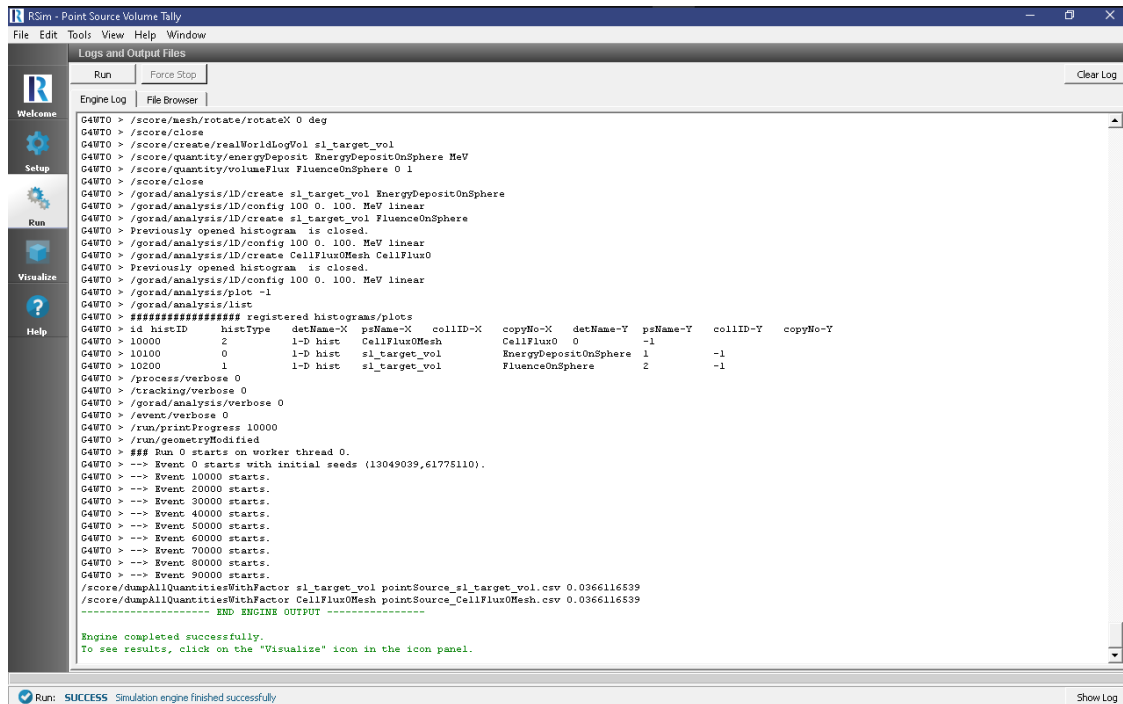 RSim - Point Source Volume Tally
File Edit Tools View Help Window
Logs and Output Files
Run Force Stop Clear Log
Engine Log File Browser
Welcome
Setup
Run
Visualize
Help
G4WT0 > /score/mesh/rotate/rotateX 0 deg
G4WT0 > /score/close
G4WT0 > /score/create/realWorldLogVol sl_target_vol
G4WT0 > /score/quantity/energyDeposit EnergyDepositOnSphere MeV
G4WT0 > /score/quantity/volumeFlux FluenceOnSphere 0 1
G4WT0 > /score/close
G4WT0 > /gorad/analysis/1D/create sl_target_vol EnergyDepositOnSphere
G4WT0 > /gorad/analysis/1D/config 100 0. 100. MeV linear
G4WT0 > /gorad/analysis/1D/create sl_target_vol FluenceOnSphere
G4WT0 > Previously opened histogram is closed.
G4WT0 > /gorad/analysis/1D/config 100 0. 100. MeV linear
G4WT0 > /gorad/analysis/1D/create CellFlux0Mesh CellFlux0
G4WT0 > Previously opened histogram is closed.
G4WT0 > /gorad/analysis/1D/config 100 0. 100. MeV linear
G4WT0 > /gorad/analysis/plot -1
G4WT0 > /gorad/analysis/list
G4WT0 > ################## registered histograms/plots
G4WT0 > id histID histType detName-X psName-X collID-X copyNo-X detName-Y psName-Y collID-Y copyNo-Y
G4WT0 > 10000 2 1-D hist CellFlux0Mesh CellFlux0 0 -1
G4WT0 > 10100 0 1-D hist sl_target_vol EnergyDepositOnSphere 1 -1
G4WT0 > 10200 1 1-D hist sl_target_vol FluenceOnSphere 2 -1
G4WT0 > /process/verbose 0
G4WT0 > /tracking/verbose 0
G4WT0 > /gorad/analysis/verbose 0
G4WT0 > /event/verbose 0
G4WT0 > /run/printProgress 10000
G4WT0 > /run/geometryModified
G4WT0 > ### Run 0 starts on worker thread 0.
G4WT0 > --> Event 0 starts with initial seeds (13049039,61775110).
G4WT0 > --> Event 10000 starts.
G4WT0 > --> Event 20000 starts.
G4WT0 > --> Event 30000 starts.
G4WT0 > --> Event 40000 starts.
G4WT0 > --> Event 50000 starts.
G4WT0 > --> Event 60000 starts.
G4WT0 > --> Event 70000 starts.
G4WT0 > --> Event 80000 starts.
G4WT0 > --> Event 90000 starts.
/score/dumpAllQuantitiesWithFactor sl_target_vol pointSource_sl_target_vol.csv 0.0366116539
/score/dumpAllQuantitiesWithFactor CellFlux0Mesh pointSource_CellFlux0Mesh.csv 0.0366116539
--------------------- END ENGINE OUTPUT ----------------
Engine completed successfully.
To see results, click on the "Visualize" icon in the icon panel.
Run: SUCCESS Simulation engine finished successfully Show Log